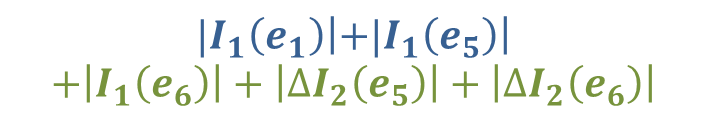 |I₁(e₁)|+|I₁(e₅)|
+|I₁(e₆)| + |ΔI₂(e₅)| + |ΔI₂(e₆)|